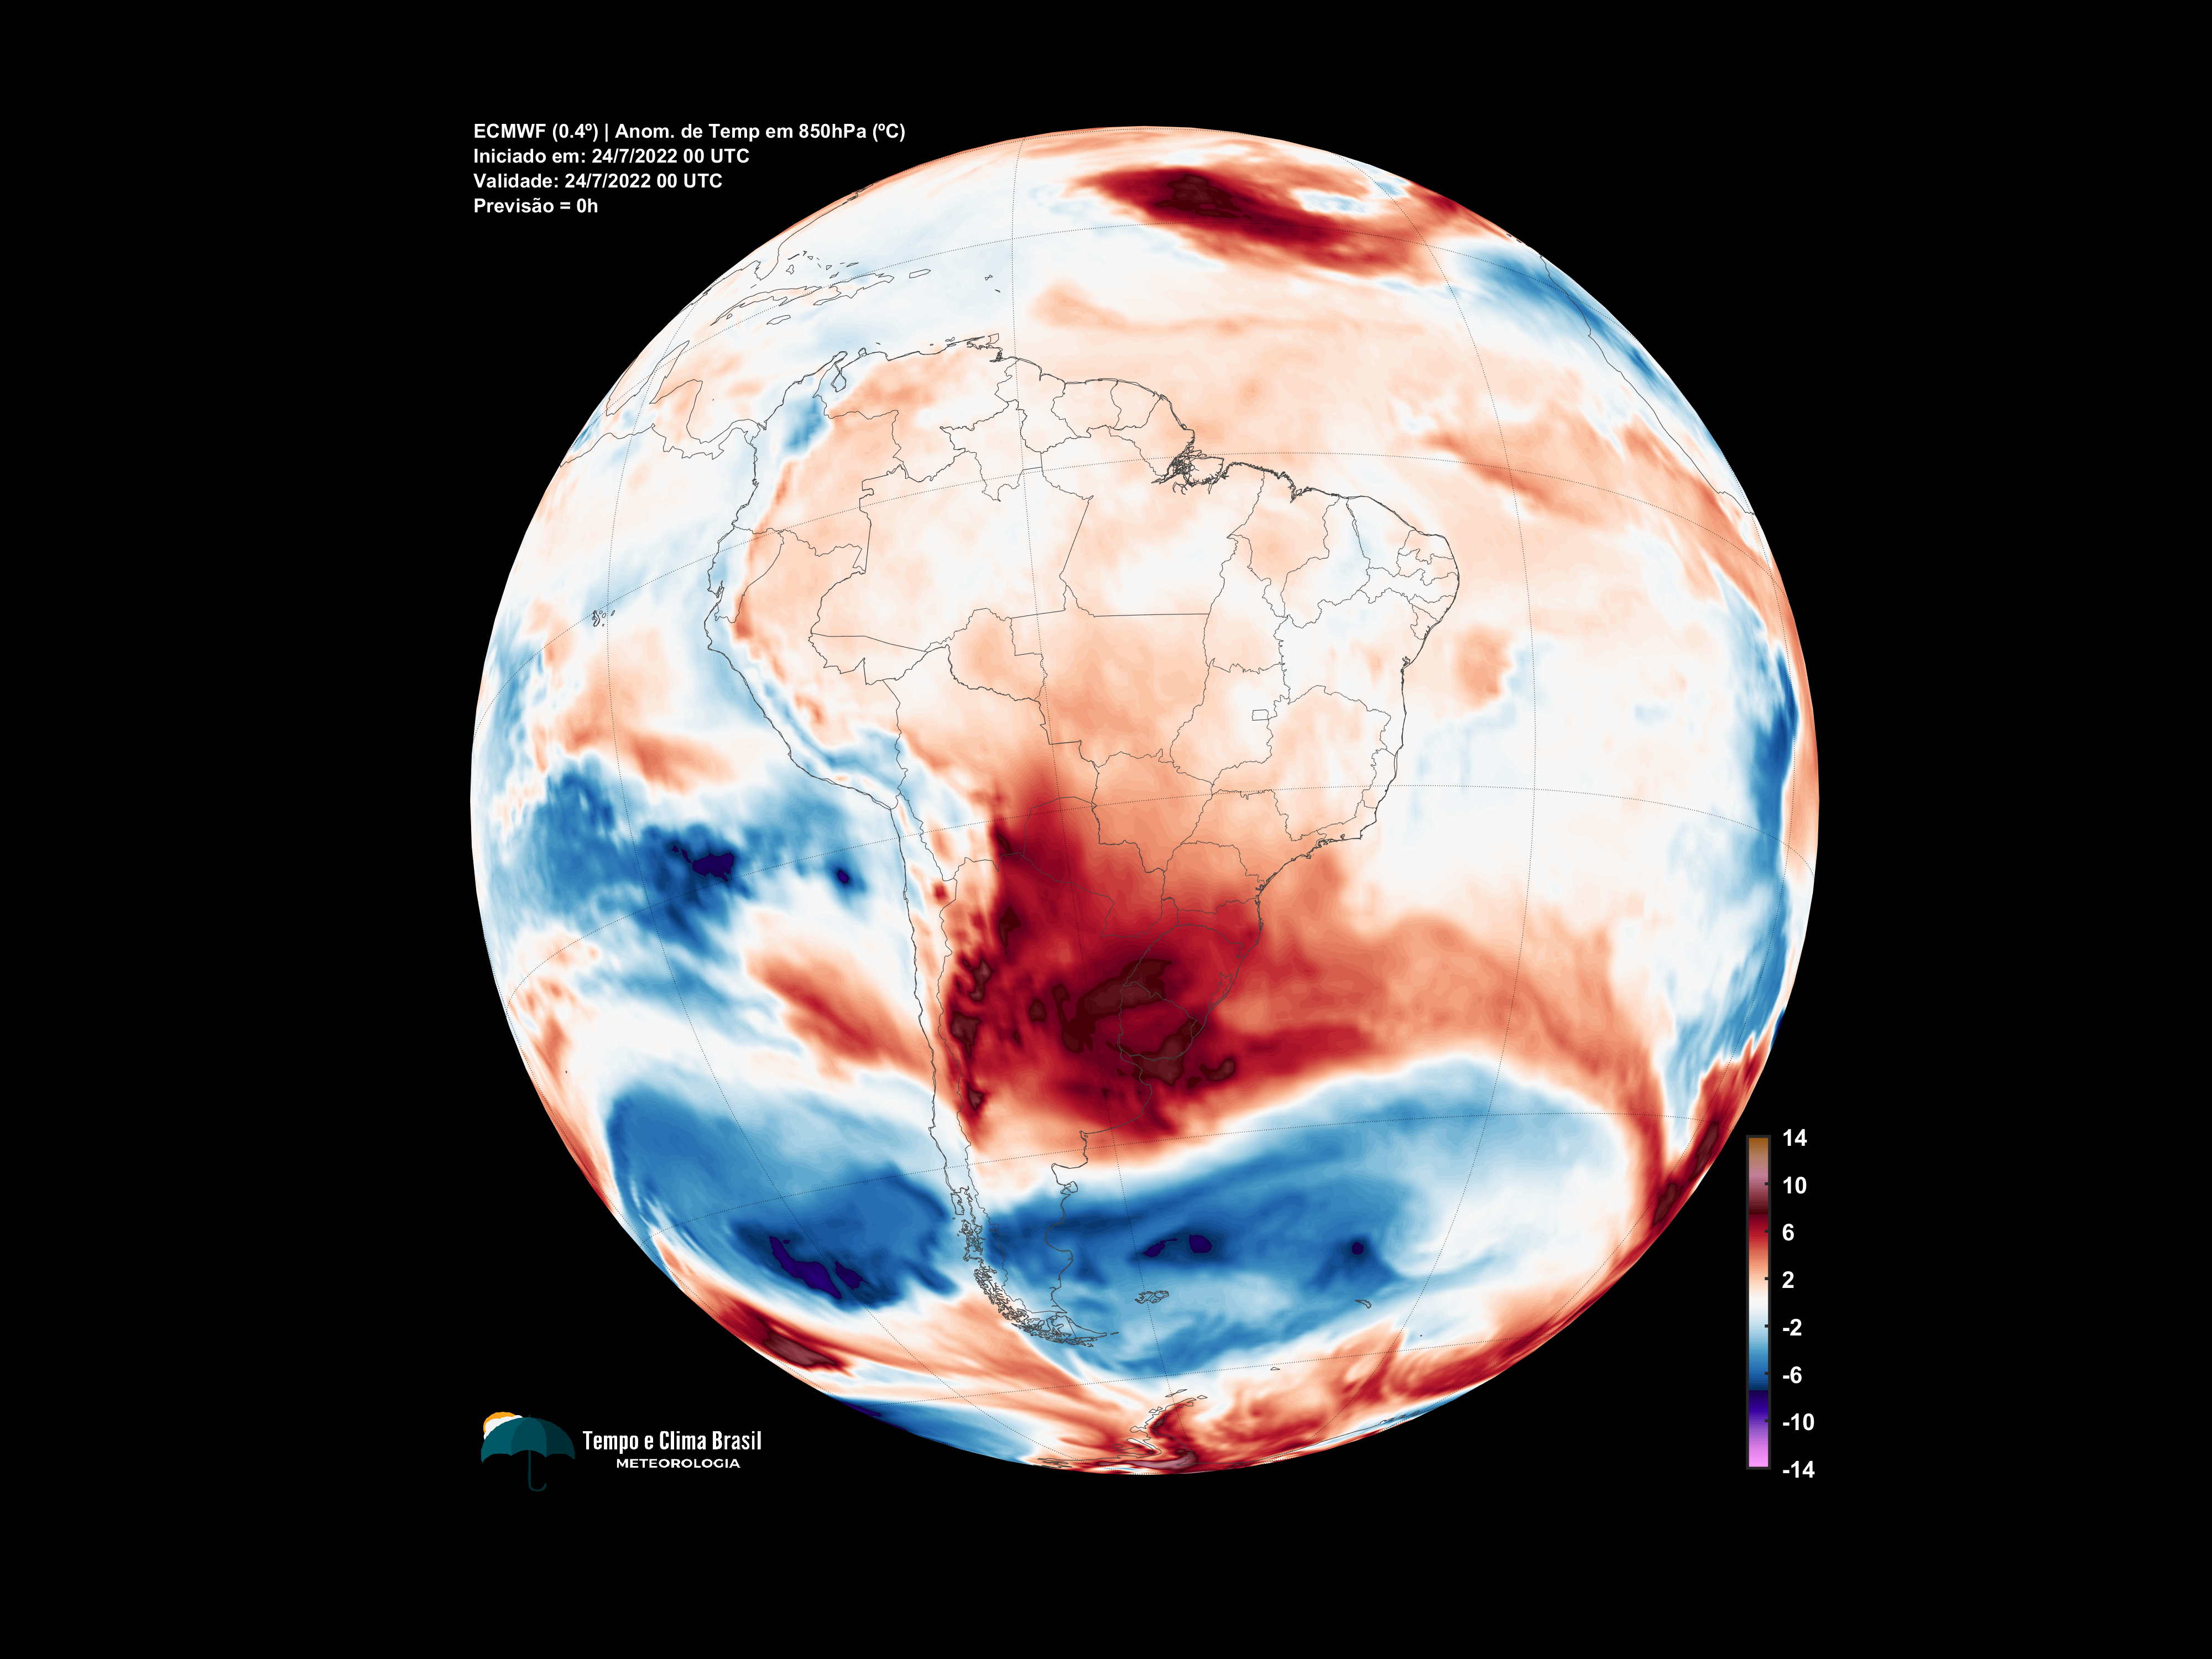 ECMWF (0.4º) | Anom. de Temp em 850hPa (ºC)
Iniciado em: 24/7/2022 00 UTC
Validade: 24/7/2022 00 UTC
Previsão = 0h
14
10
6
2
-2
-6
-10
-14
Tempo e Clima Brasil
METEOROLOGIA